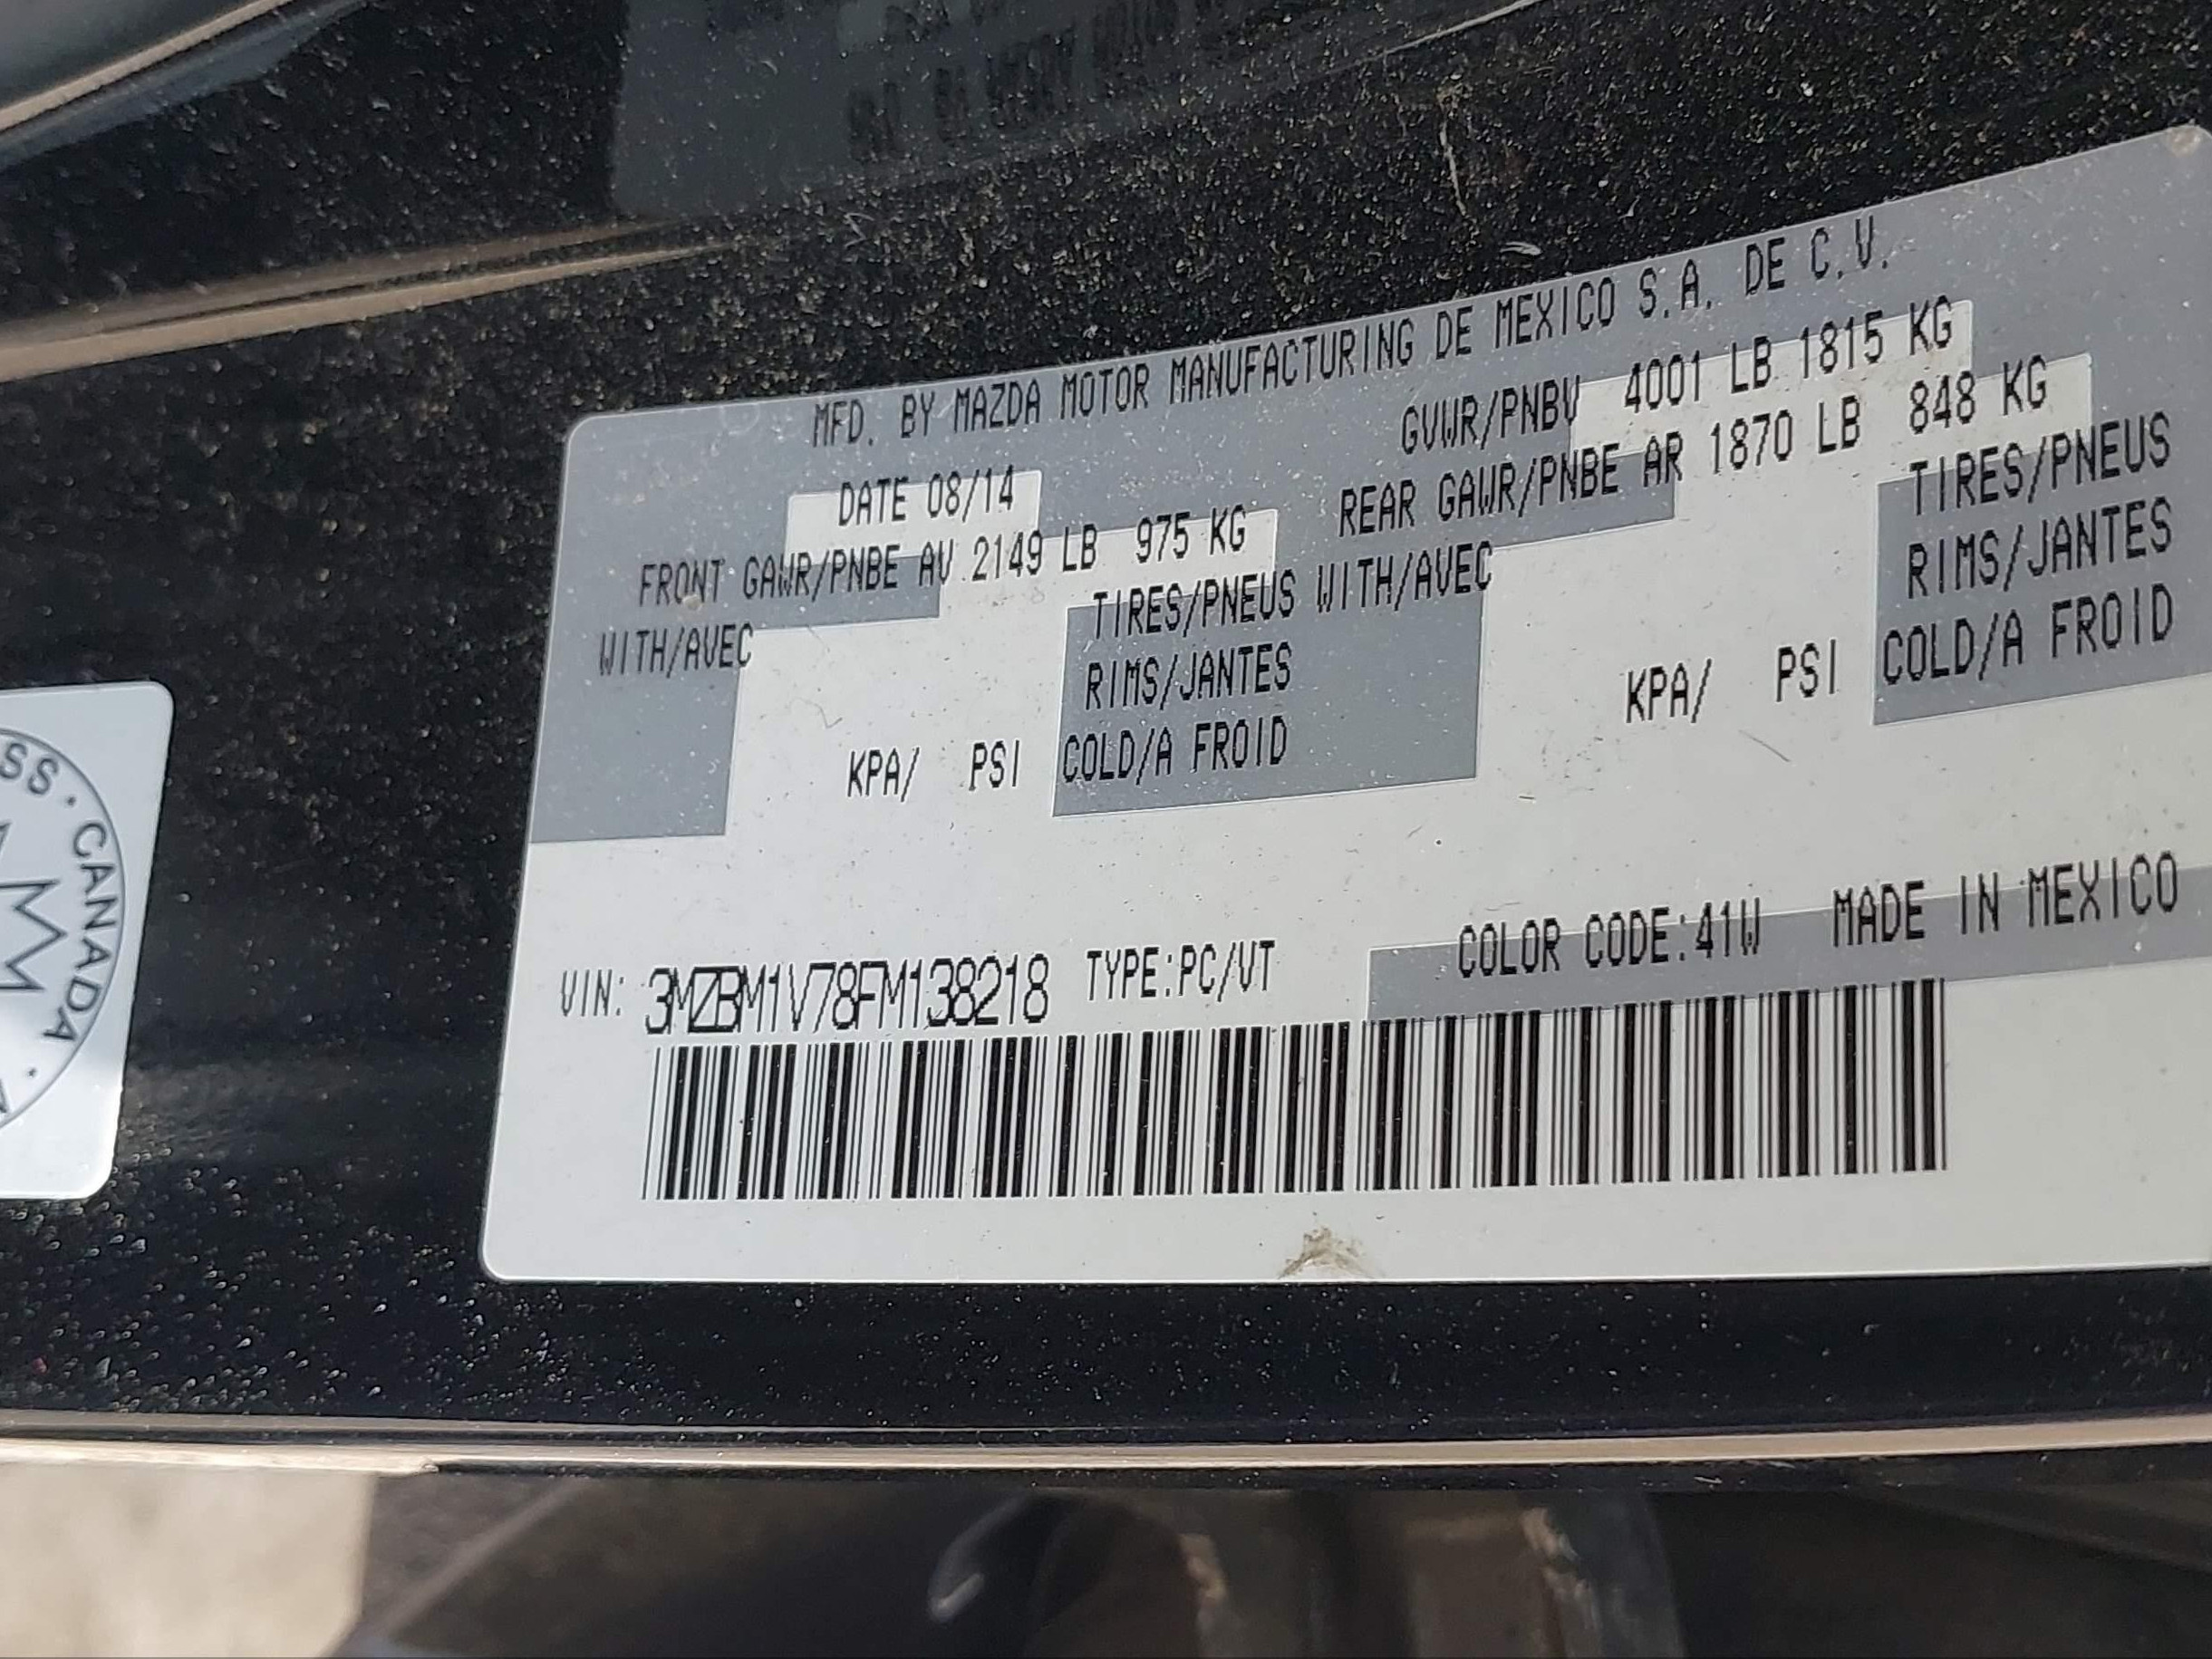 MFD. BY MAZDA MOTOR MANUFACTURING DE MEXICO S.A. DE C.V.
DATE 08/14 GVWR/PNBV 4001 LB 1815 KG
FRONT GAWR/PNBE AV 2149 LB 975 KG REAR GAWR/PNBE AR 1870 LB 848 KG
WITH/AVEC TIRES/PNEUS WITH/AVEC TIRES/PNEUS
RIMS/JANTES RIMS/JANTES
KPA/ PSI COLD/A FROID KPA/ PSI COLD/A FROID
VIN: 3MZBM1V78FM138218 TYPE:PC/VT COLOR CODE:41W MADE IN MEXICO
SS · CANADA ·